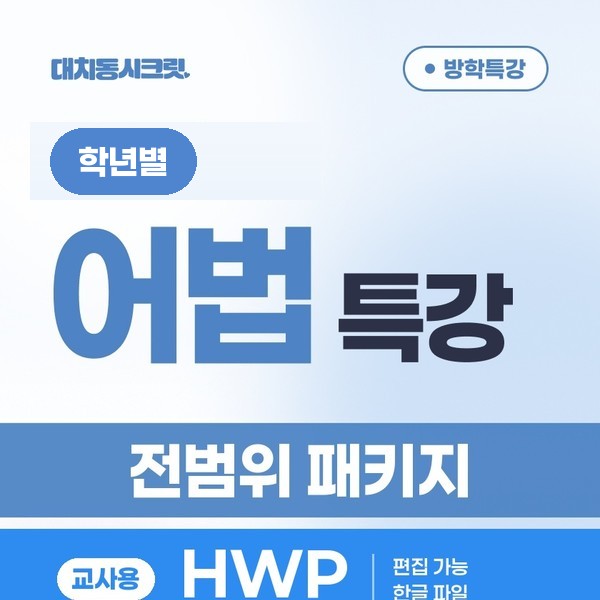 대치동시크릿.
방학특강
학년별
어법 특강
전범위 패키지
교사용 HWP 편집 가능
한글 파일